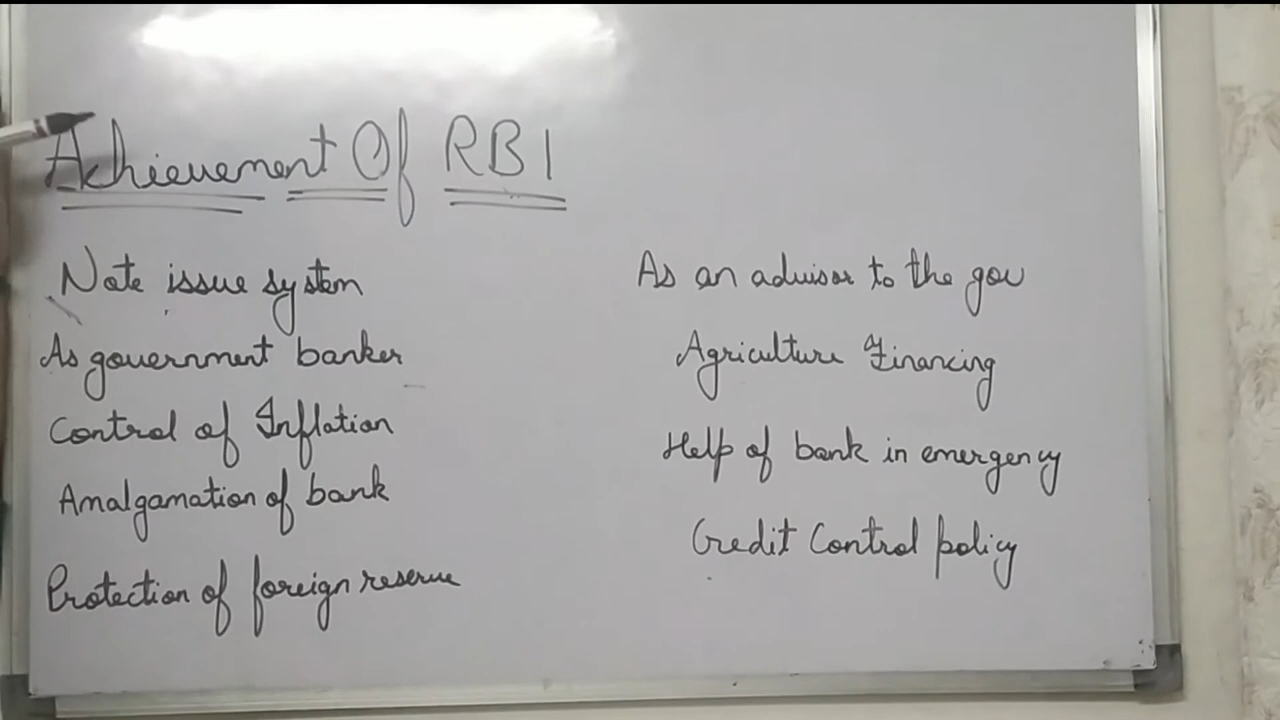 Achievement Of RBI
Note issue system
As government banker
Control of Inflation
Amalgamation of bank
Protection of foreign reserve
As an advisor to the gov
Agriculture Financing
Help of bank in emergency
Credit Control policy